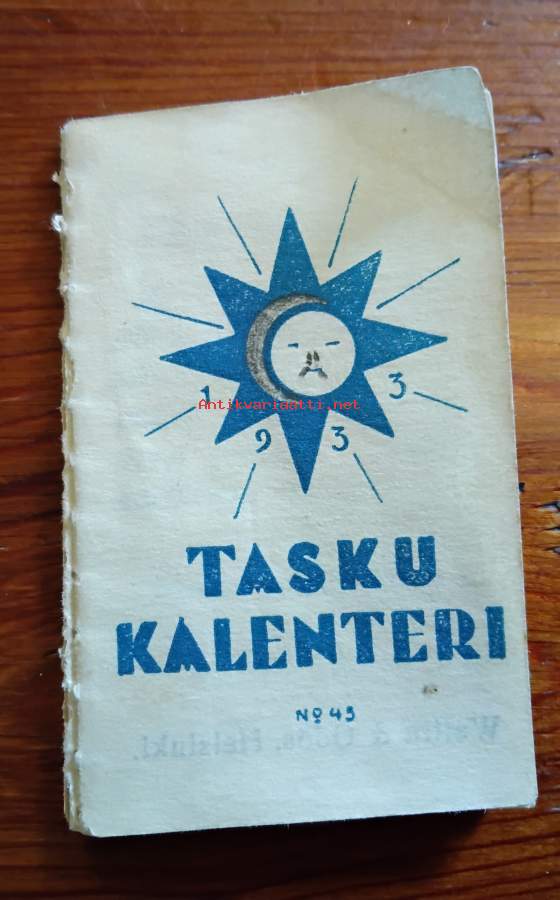 1 9 3 3
Antikvariaatti.net
TASKU
KALENTERI
No 45